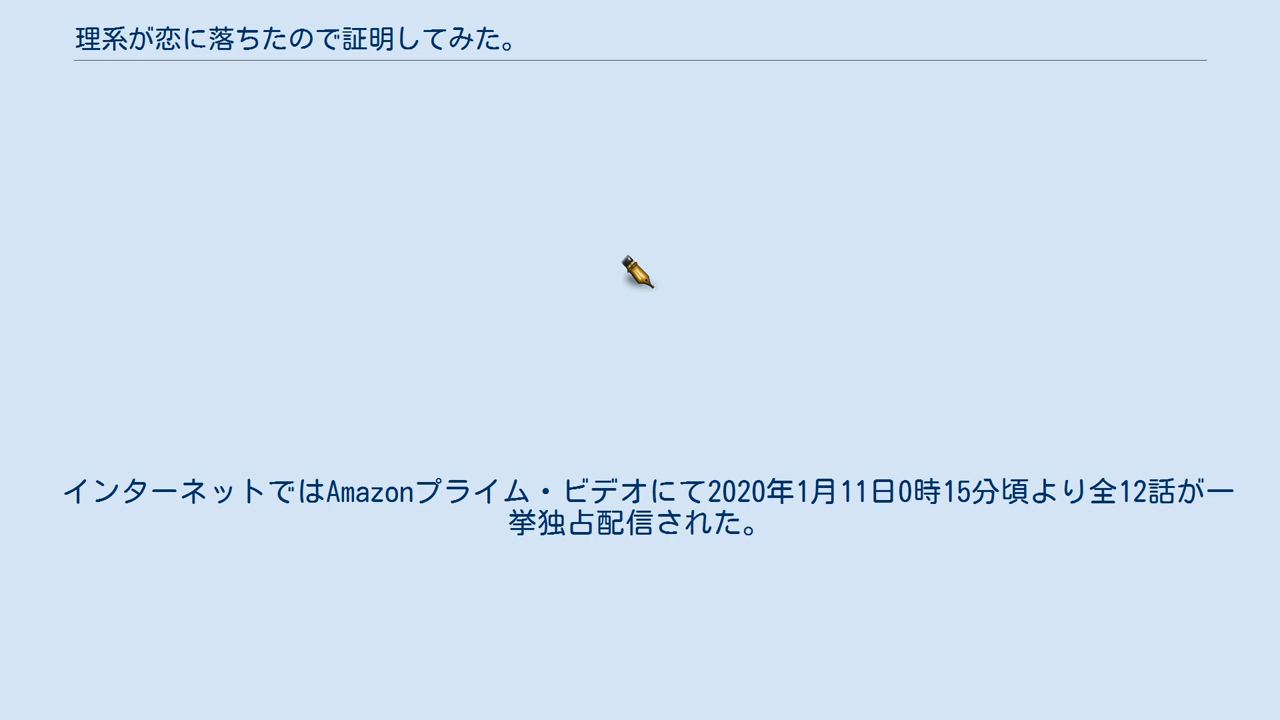 理系が恋に落ちたので証明してみた。
インターネットではAmazonプライム・ビデオにて2020年1月11日0時15分頃より全12話が一
挙独占配信された。